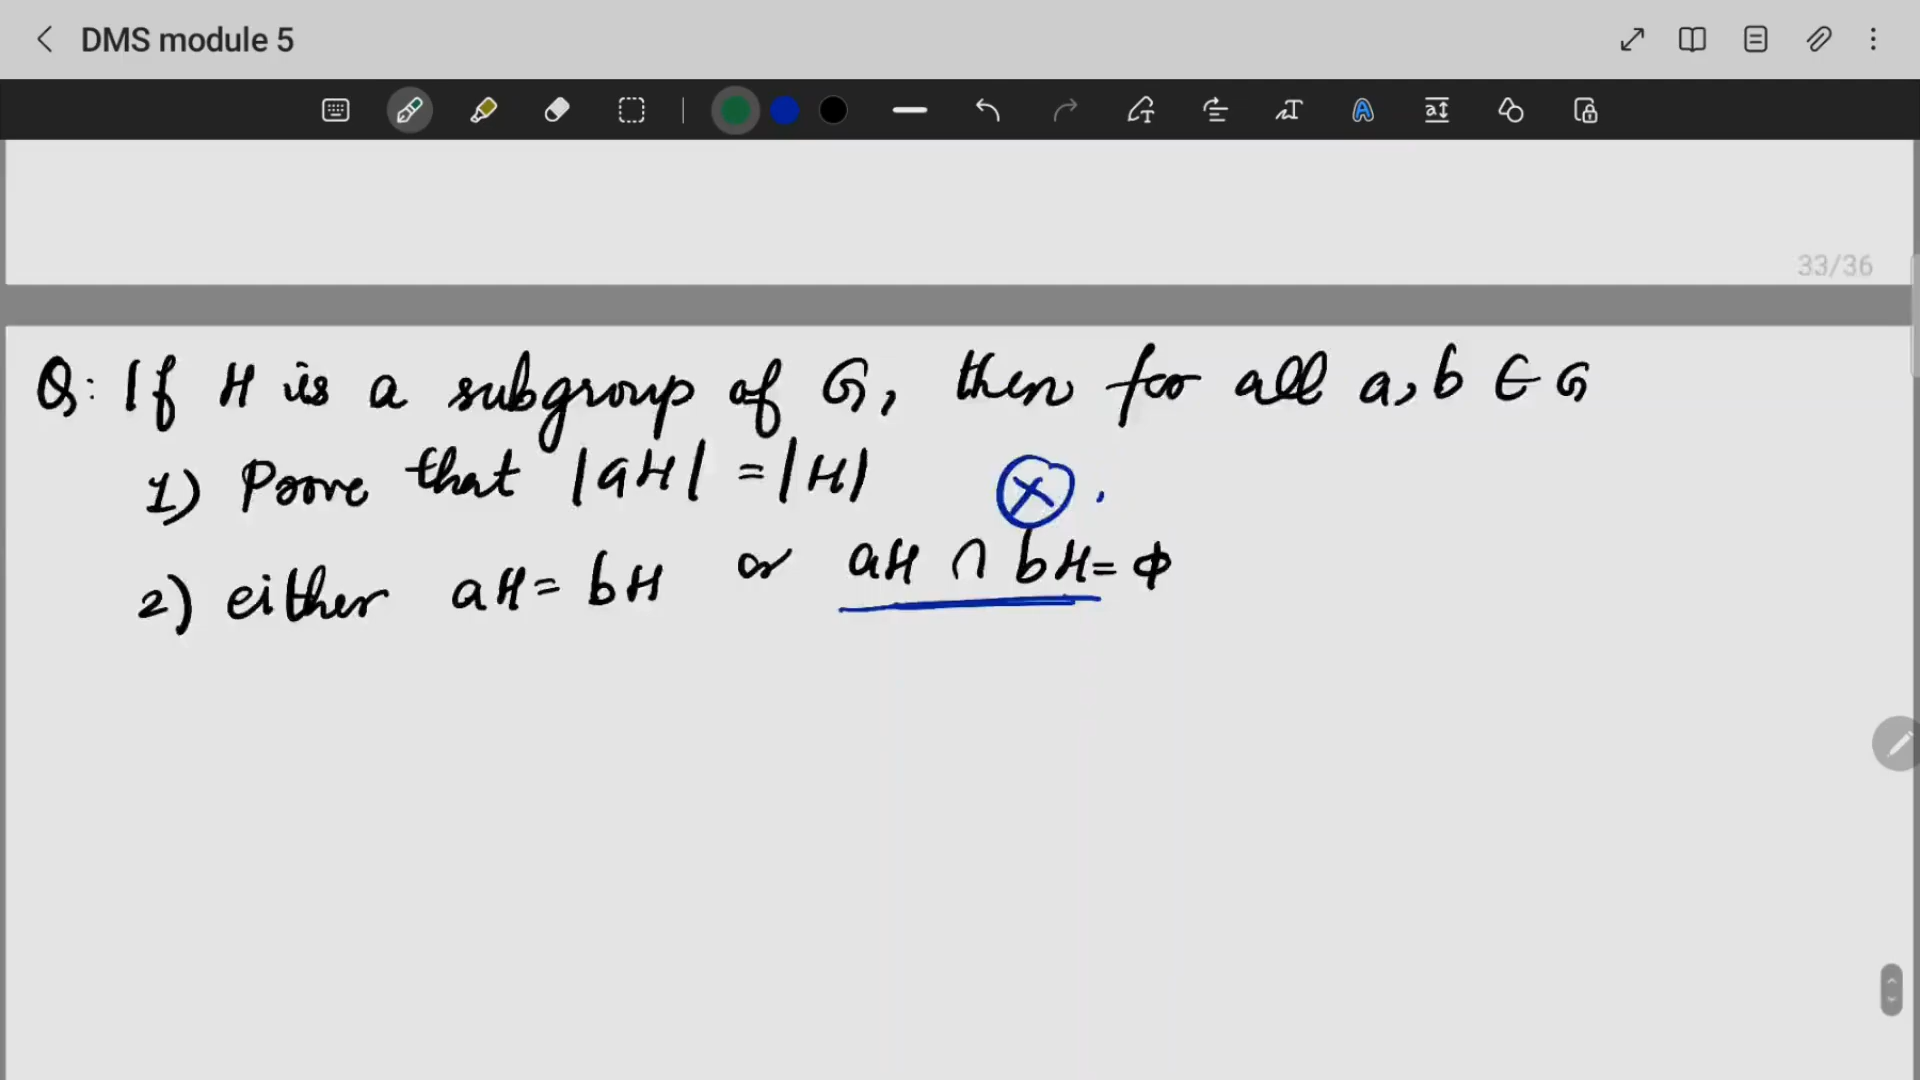 DMS module 5
33/36
Q: If H is a subgroup of G, then for all a, b ∈ G
1) Prove that |aH| = |H|
2) either aH = bH or aH ∩ bH = Φ